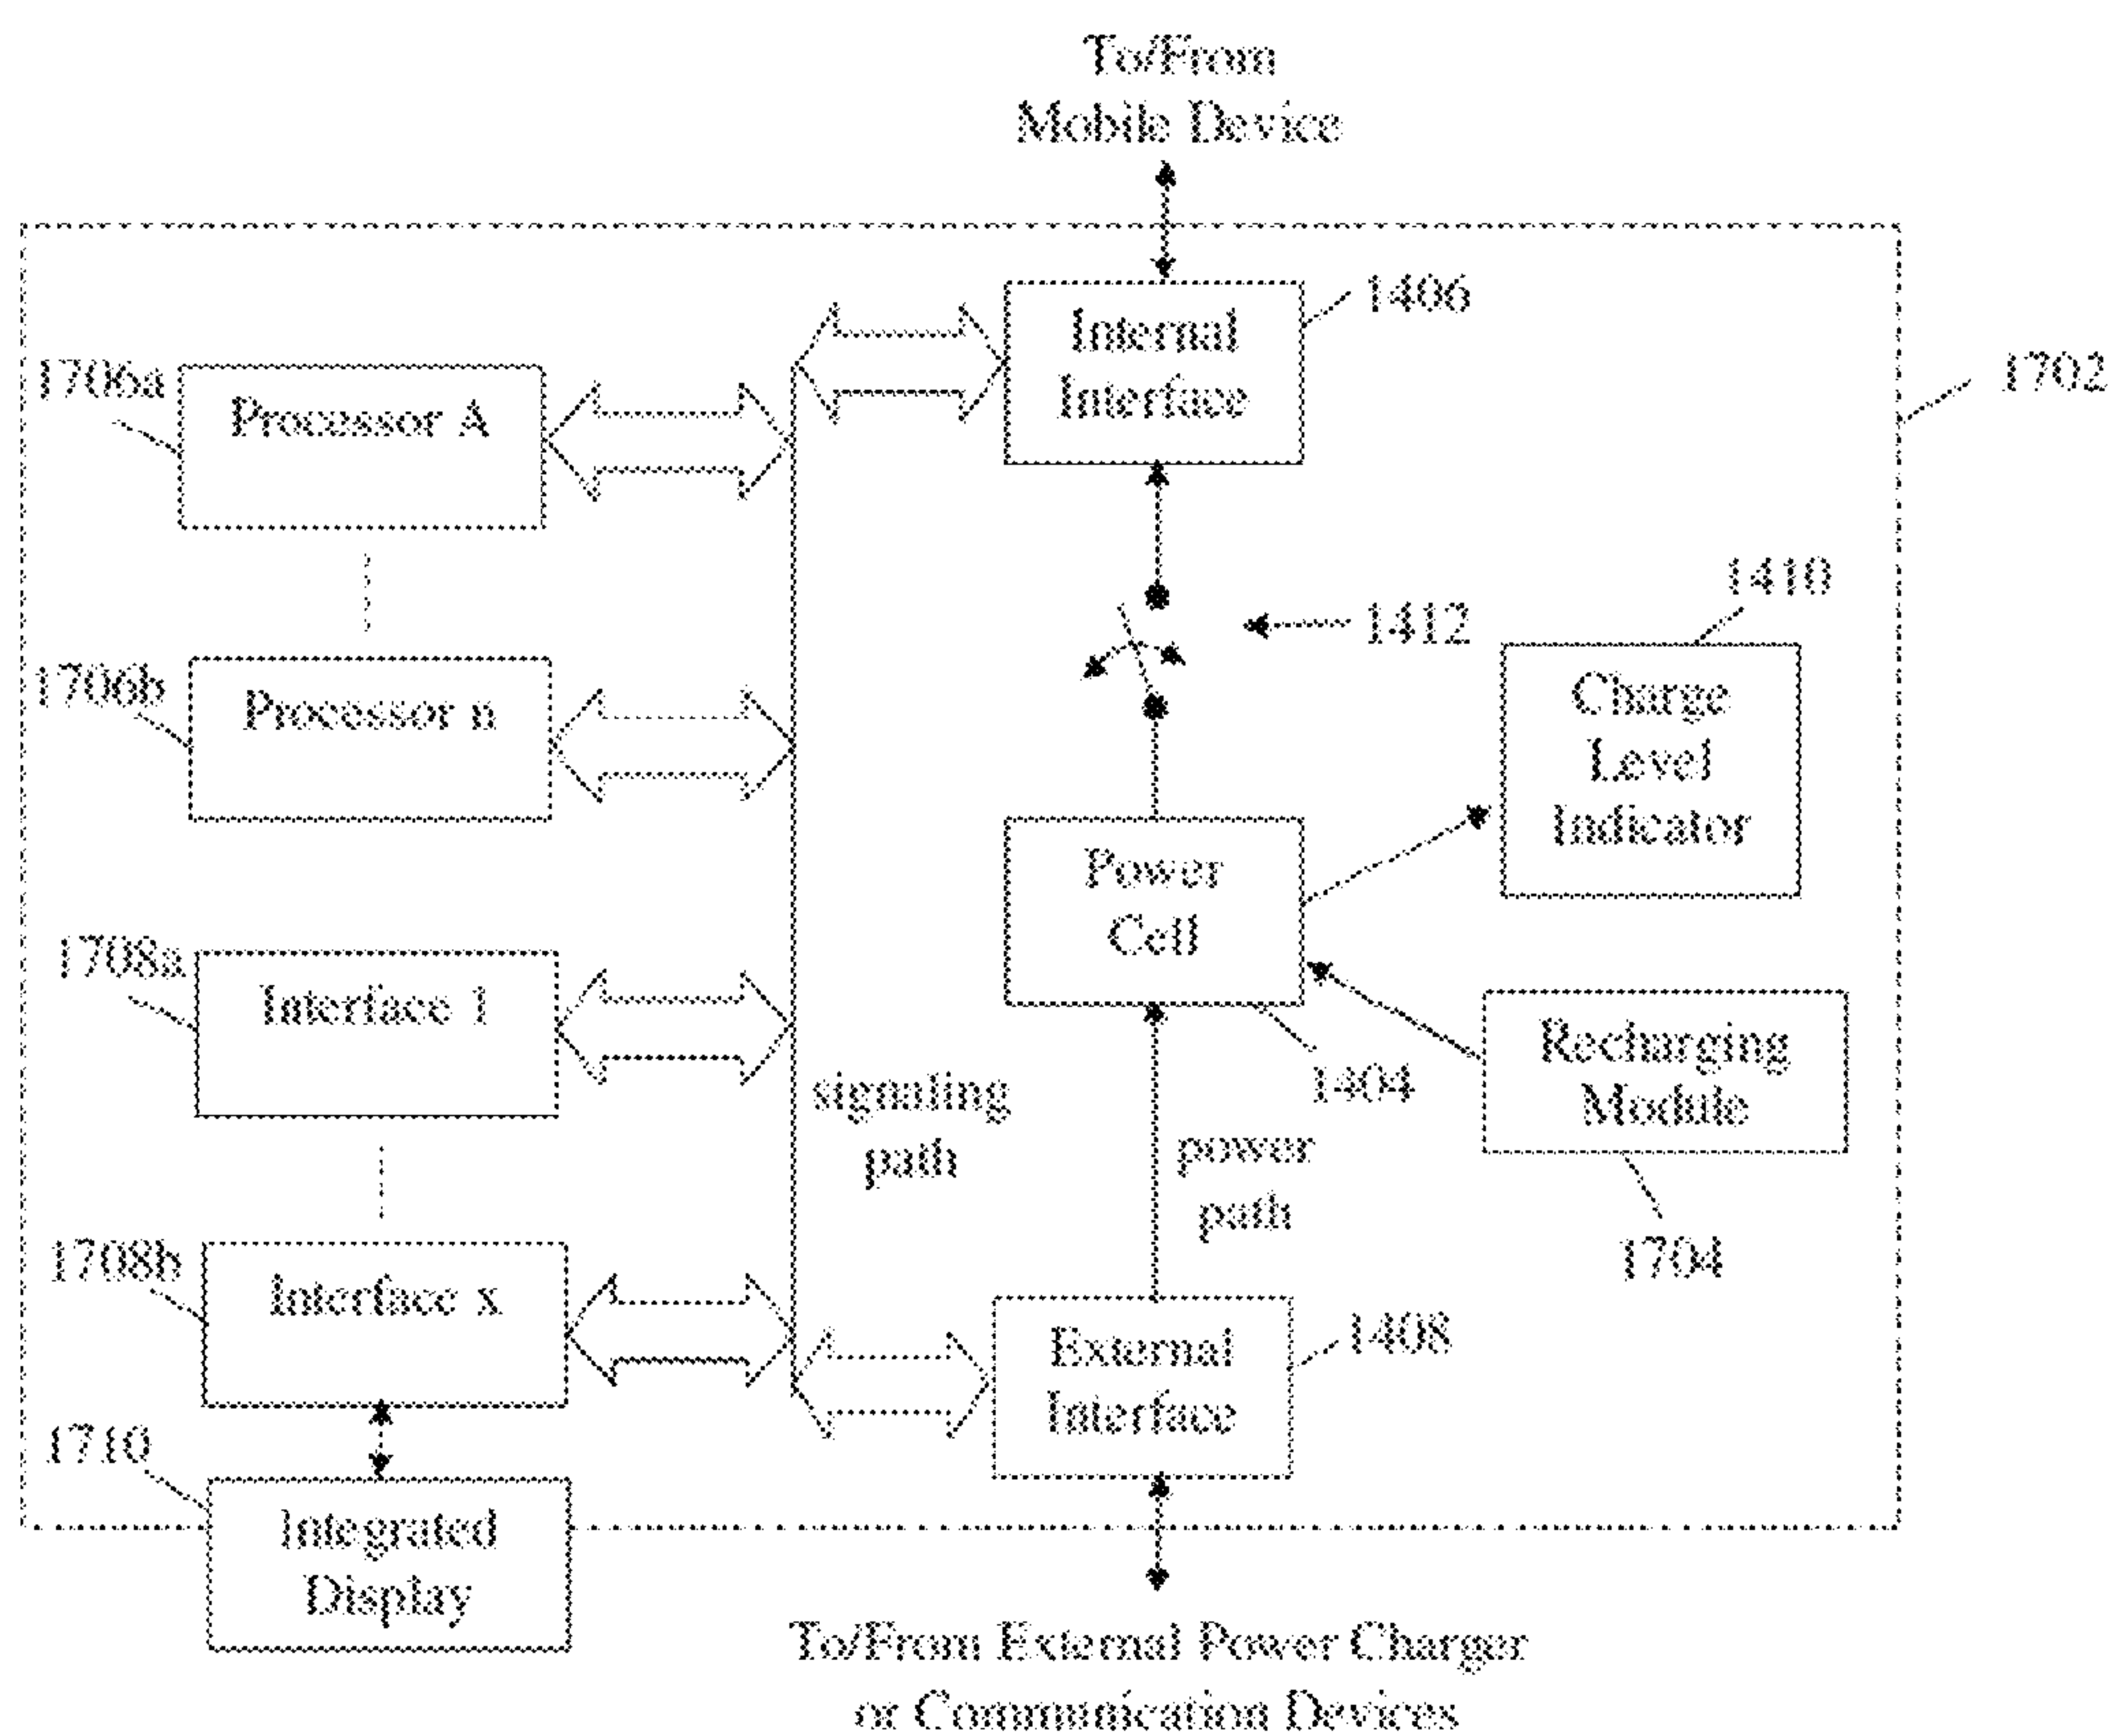 To/From
Mobile Device
1406
Internal
Interface
1702
1706a
Processor A
1410
1412
1706b
Processor n
Charge
Level
Indicator
Power
Cell
1708a
Interface 1
Recharging
Module
1404
signaling
path
power
path
1704
1708b
Interface x
External
Interface
1408
1710
Integrated
Display
To/From External Power Charger
or Communication Devices